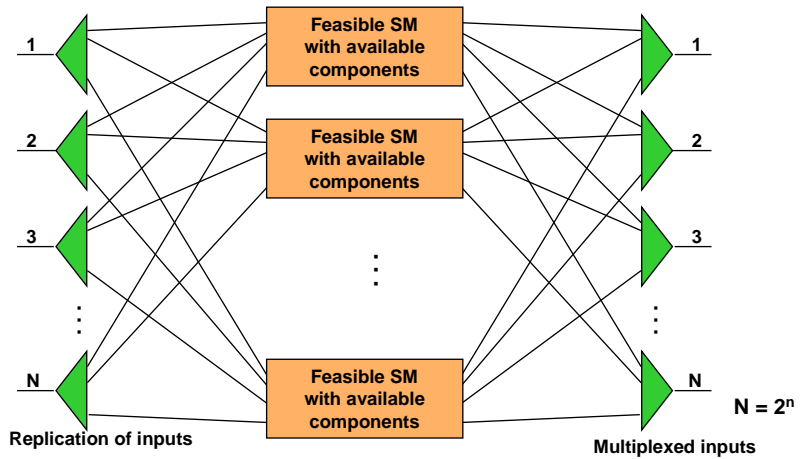 1
2
3
N
Replication of inputs
Feasible SM
with available
components
Feasible SM
with available
components
Feasible SM
with available
components
1
2
3
N
Multiplexed inputs
N = 2ⁿ